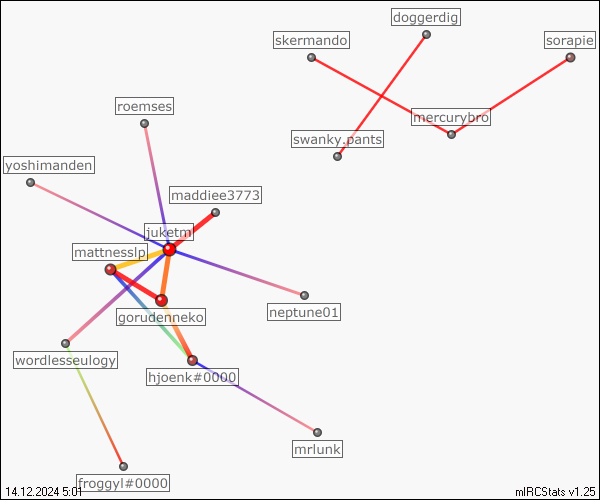 doggerdig
skermando
sorapie
roemses
mercurybro
swanky.pants
yoshimanden
maddiee3773
juketm
mattnesslp
neptune01
gorudenneko
wordlesseulogy
hjoenk#0000
mrlunk
froggyl#0000
14.12.2024 5:01
mIRCStats v1.25